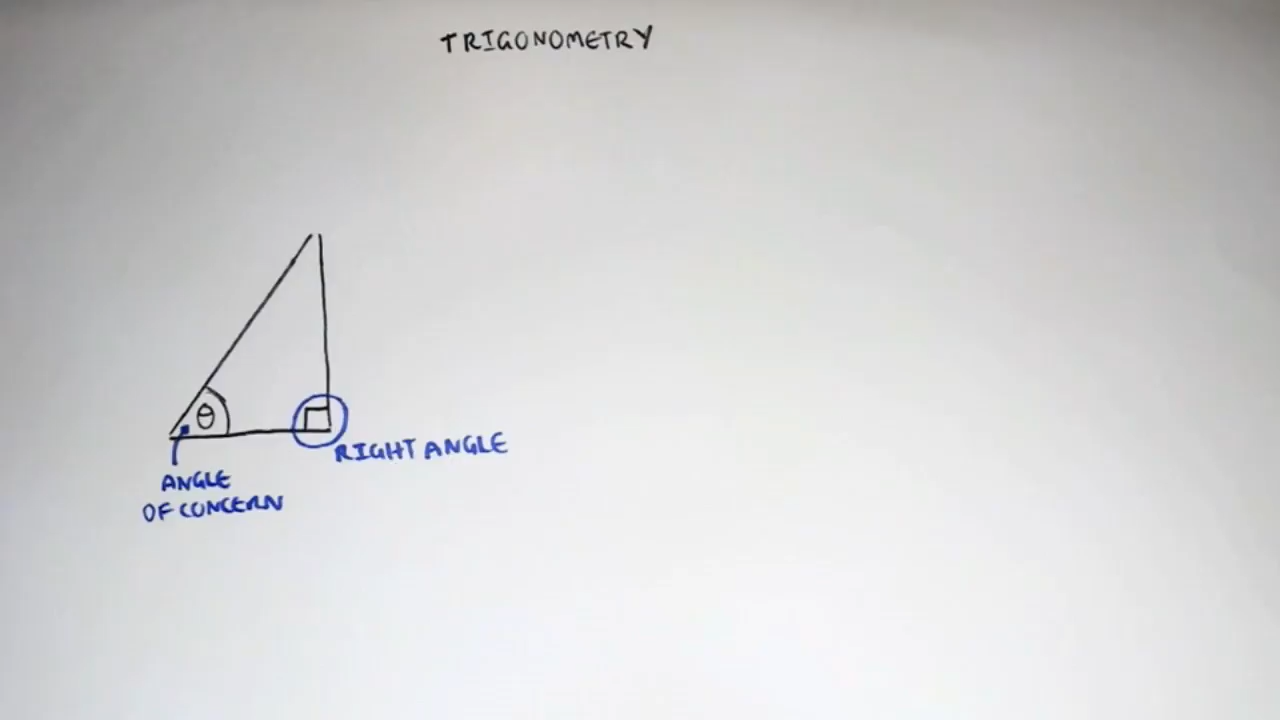 TRIGONOMETRY
θ
RIGHT ANGLE
ANGLE
OF CONCERN